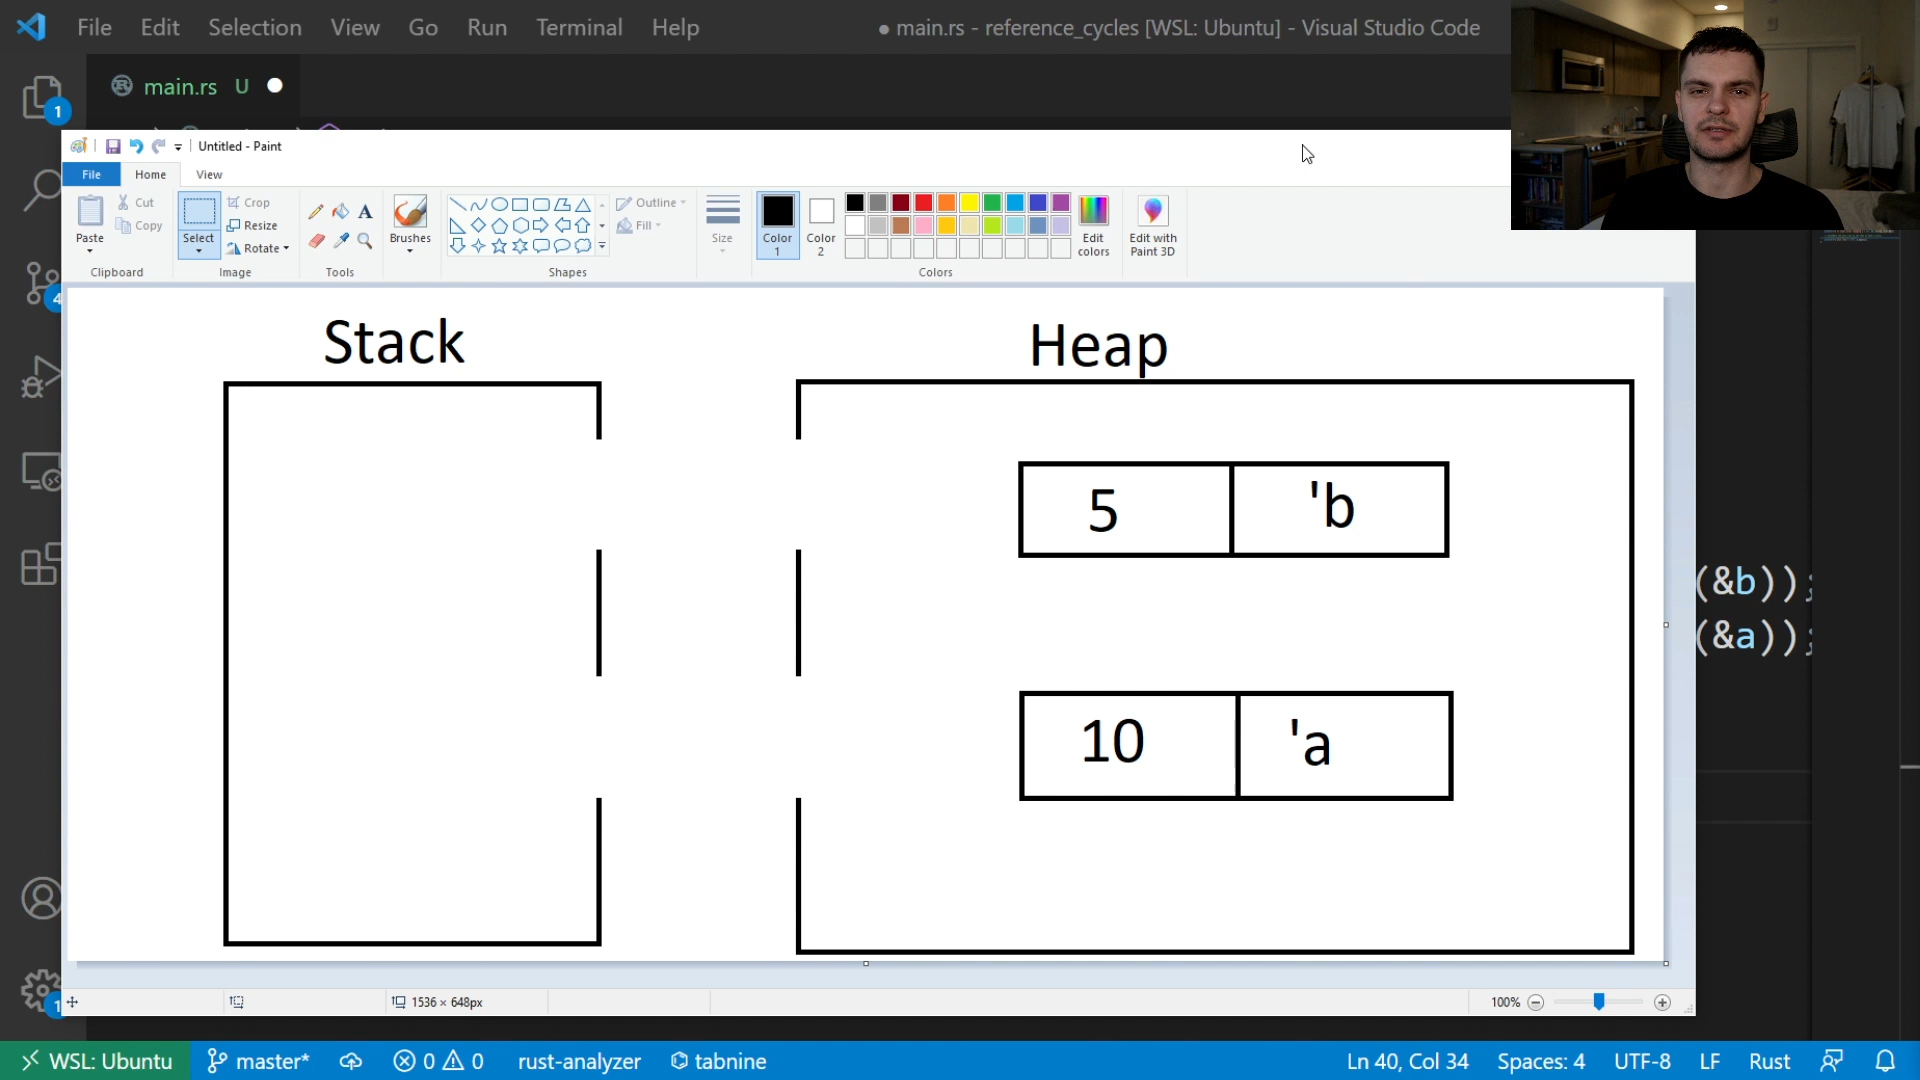 File Edit Selection View Go Run Terminal Help
● main.rs - reference_cycles [WSL: Ubuntu] - Visual Studio Code
main.rs U
1
Untitled - Paint
File Home View
Paste
Cut
Copy
Clipboard
Select
Crop
Resize
Rotate
Image
Tools
Brushes
Shapes
Outline
Fill
Size
Color 1
Color 2
Colors
Edit colors
Edit with Paint 3D
4
Stack
Heap
5 'b
10 'a
(&b));
(&a));
1
1536 × 648px
100%
WSL: Ubuntu master* 0 0 rust-analyzer tabnine
Ln 40, Col 34 Spaces: 4 UTF-8 LF Rust